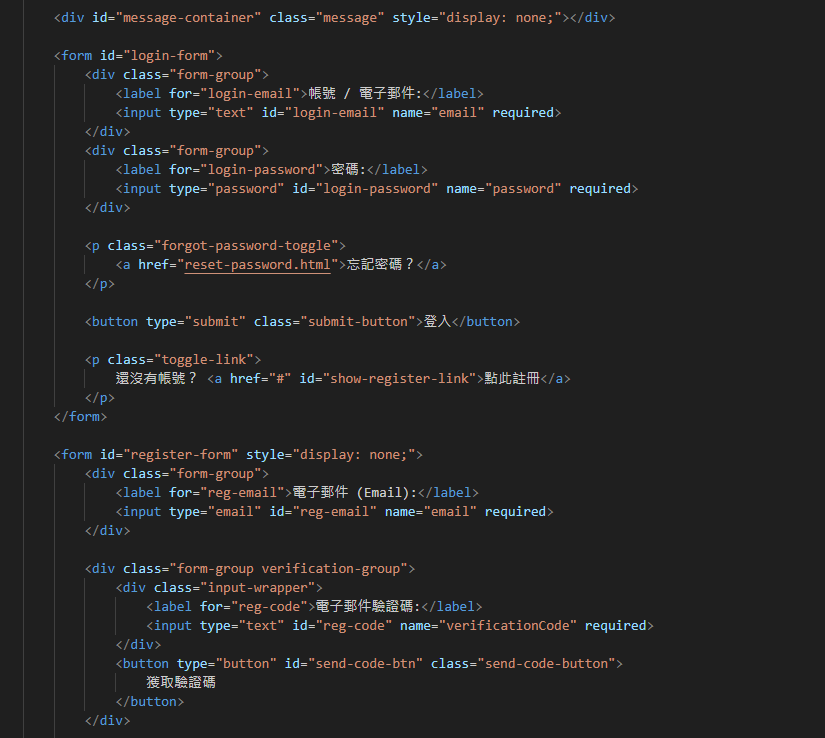 <div id="message-container" class="message" style="display: none;"></div>
<form id="login-form">
<div class="form-group">
<label for="login-email">帳號 / 電子郵件:</label>
<input type="text" id="login-email" name="email" required>
</div>
<div class="form-group">
<label for="login-password">密碼:</label>
<input type="password" id="login-password" name="password" required>
</div>
<p class="forgot-password-toggle">
<a href="reset-password.html">忘記密碼？</a>
</p>
<button type="submit" class="submit-button">登入</button>
<p class="toggle-link">
還沒有帳號？ <a href="#" id="show-register-link">點此註冊</a>
</p>
</form>
<form id="register-form" style="display: none;">
<div class="form-group">
<label for="reg-email">電子郵件 (Email):</label>
<input type="email" id="reg-email" name="email" required>
</div>
<div class="form-group verification-group">
<div class="input-wrapper">
<label for="reg-code">電子郵件驗證碼:</label>
<input type="text" id="reg-code" name="verificationCode" required>
</div>
<button type="button" id="send-code-btn" class="send-code-button">
獲取驗證碼
</button>
</div>